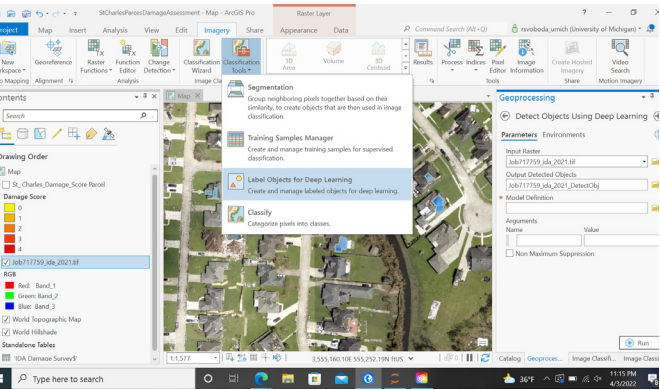 StCharlesParcesDamageAssessment - Map - ArcGIS Pro
Raster Layer
Project Map Insert Analysis View Edit Imagery Share Appearance Data
Command Search (Alt+Q)
rsvoboda_umich (University of Michigan)
New
Workspace
Georeference
Raster
Functions
Function
Editor
Change
Detection
Classification
Wizard
Classification
Tools
3D
Area
Volume
3D
Centroid
Results
Process
Indices
Pixel
Editor
Image
Information
Create Hosted
Imagery
Video
Search
Mapping Alignment Analysis Image Cla Tools Share Motion Imagery
Contents
Search
Drawing Order
Map
St_Charles_Damage_Score Parcel
Damage Score
0
1
2
3
4
Job717759_ida_2021.tif
RGB
Red: Band_1
Green: Band_2
Blue: Band_3
World Topographic Map
World Hillshade
Standalone Tables
'IDA Damage Survey$'
Map
Segmentation
Group neighboring pixels together based on their
similarity, to create objects that are then used in image
classification.
Training Samples Manager
Create and manage training samples for supervised
classification.
Label Objects for Deep Learning
Create and manage labeled objects for deep learning.
Classify
Categorize pixels into classes.
1:1,577
3,555,160.10E 555,252.19N ftUS
Geoprocessing
Detect Objects Using Deep Learning
Parameters Environments
Input Raster
Job717759_ida_2021.tif
Output Detected Objects
Job717759_ida_2021_DetectObj
* Model Definition
Arguments
Name Value
Non Maximum Suppression
Run
Catalog Geoproces... Image Classifi... Image Classi
Type here to search
36°F
11:15 PM
4/3/2022